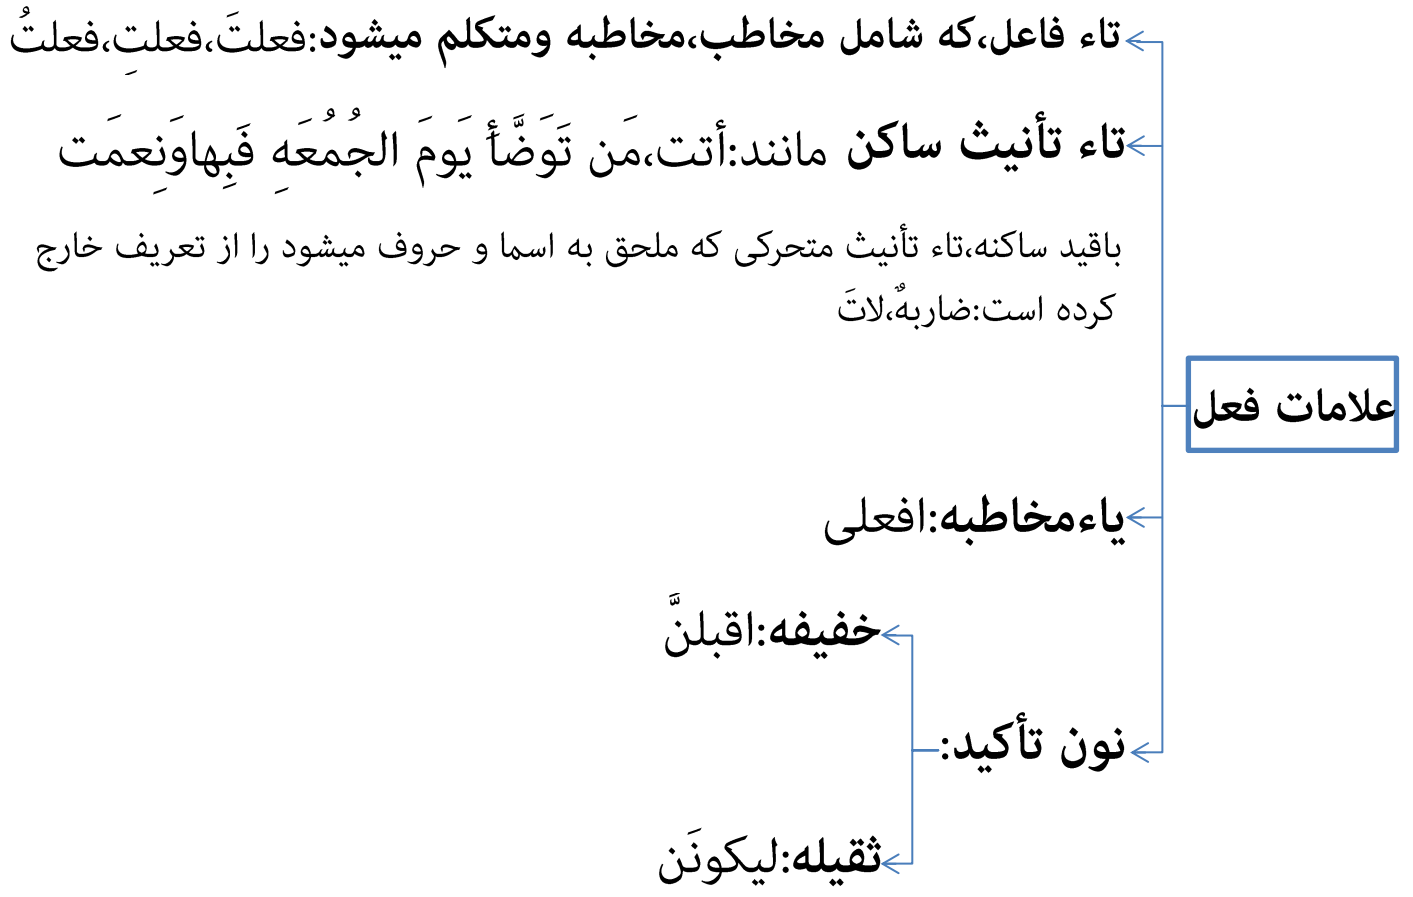 علامات فعل
تاء فاعل،که شامل مخاطب،مخاطبه ومتکلم میشود:فعلتَ،فعلتِ،فعلتُ
تاء تأنیث ساکن مانند:أتت،مَن تَوَضَّأَ یَومَ الجُمُعَهِ فَبِهاوَنِعمَت
باقید ساکنه،تاء تأنیث متحرکی که ملحق به اسما و حروف میشود را از تعریف خارج
کرده است:ضاربهٌ،لاتَ
یاءمخاطبه:افعلی
نون تأکید:
خفیفه:اقبلنَّ
ثقیله:لیکونَن